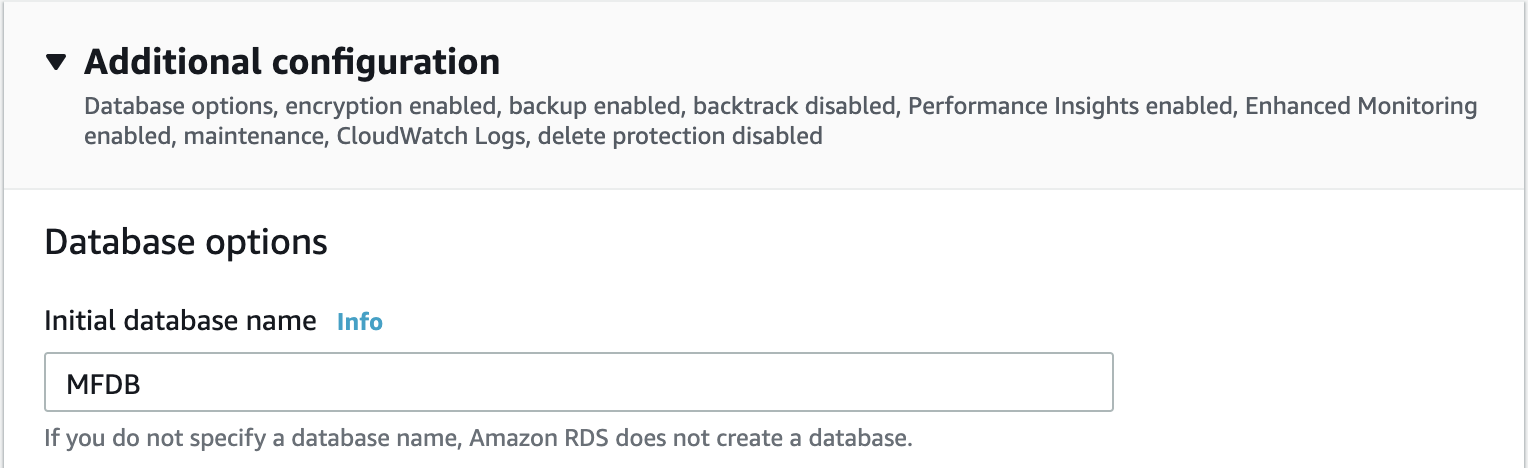 Additional configuration
Database options, encryption enabled, backup enabled, backtrack disabled, Performance Insights enabled, Enhanced Monitoring
enabled, maintenance, CloudWatch Logs, delete protection disabled
Database options
Initial database name Info
MFDB
If you do not specify a database name, Amazon RDS does not create a database.